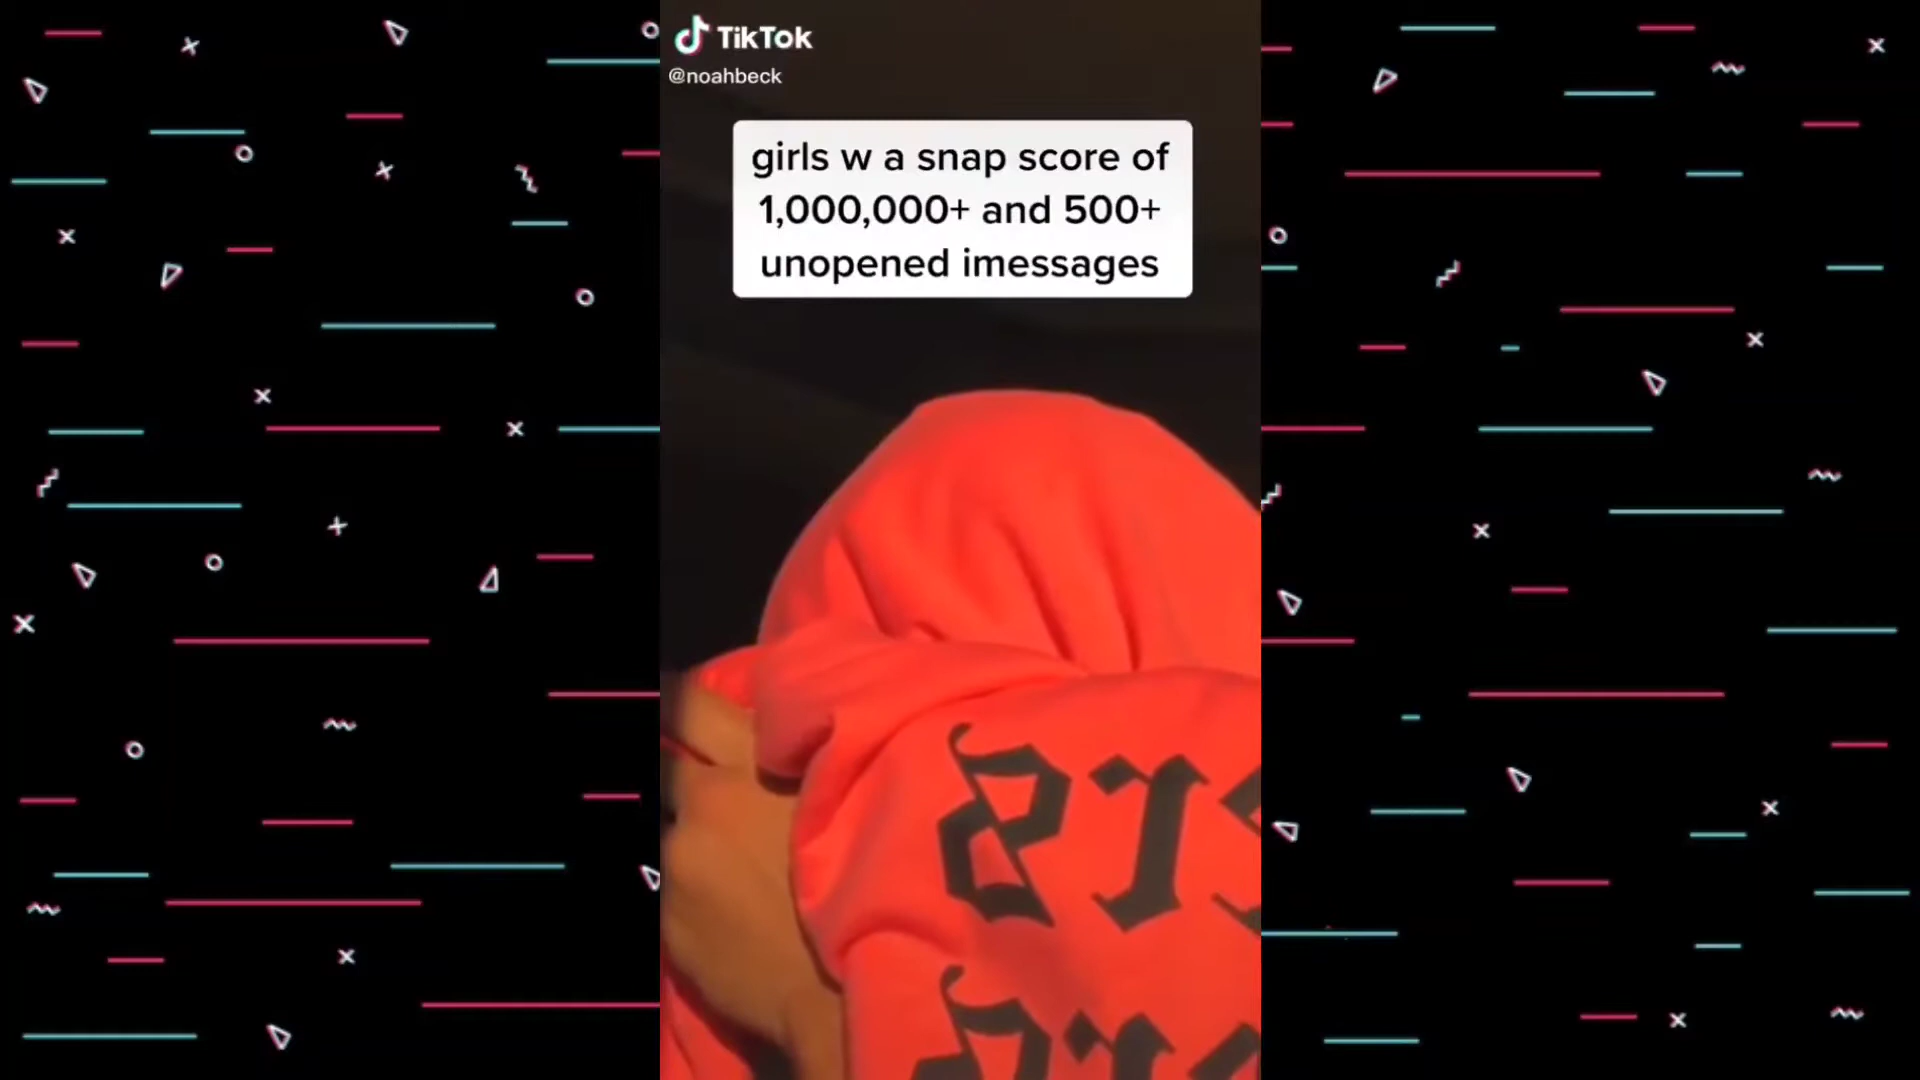 TikTok
@noahbeck
girls w a snap score of
1,000,000+ and 500+
unopened imessages